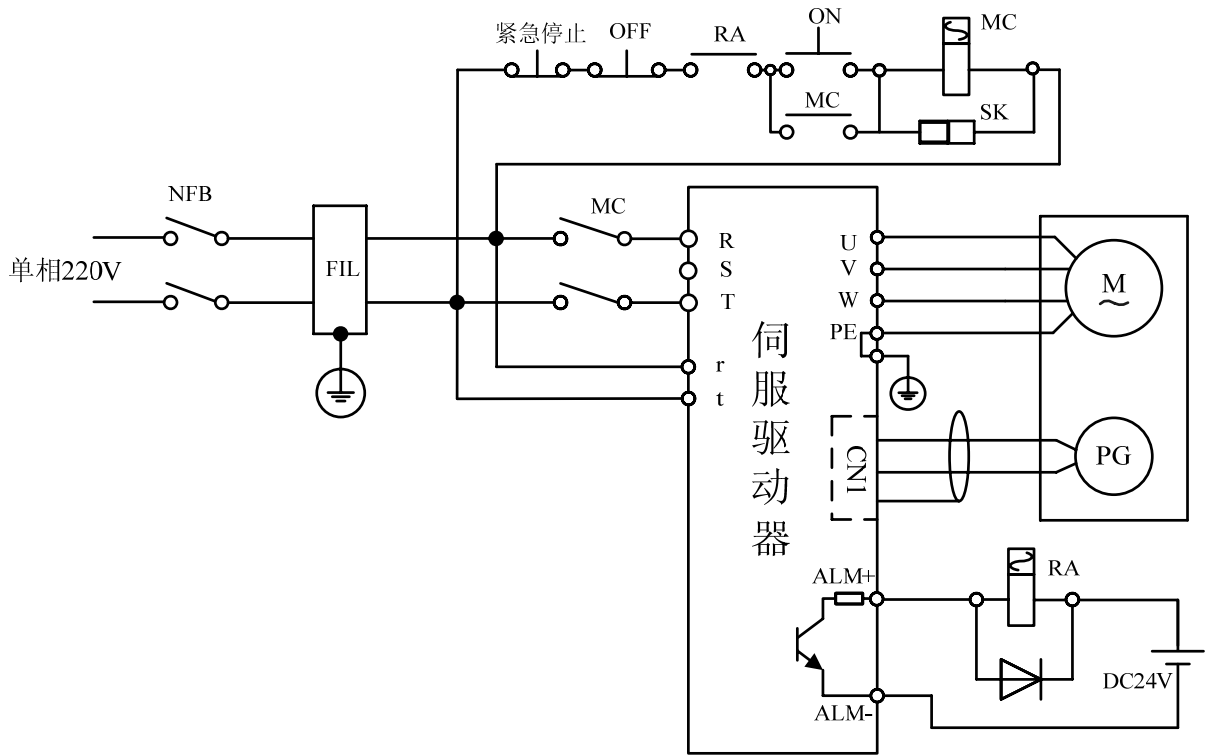 紧急停止
OFF
RA
ON
MC
MC
SK
NFB
单相220V
FIL
MC
R
S
T
r
t
伺服驱动器
U
V
W
PE
M
CN1
PG
ALM+
ALM-
RA
DC24V